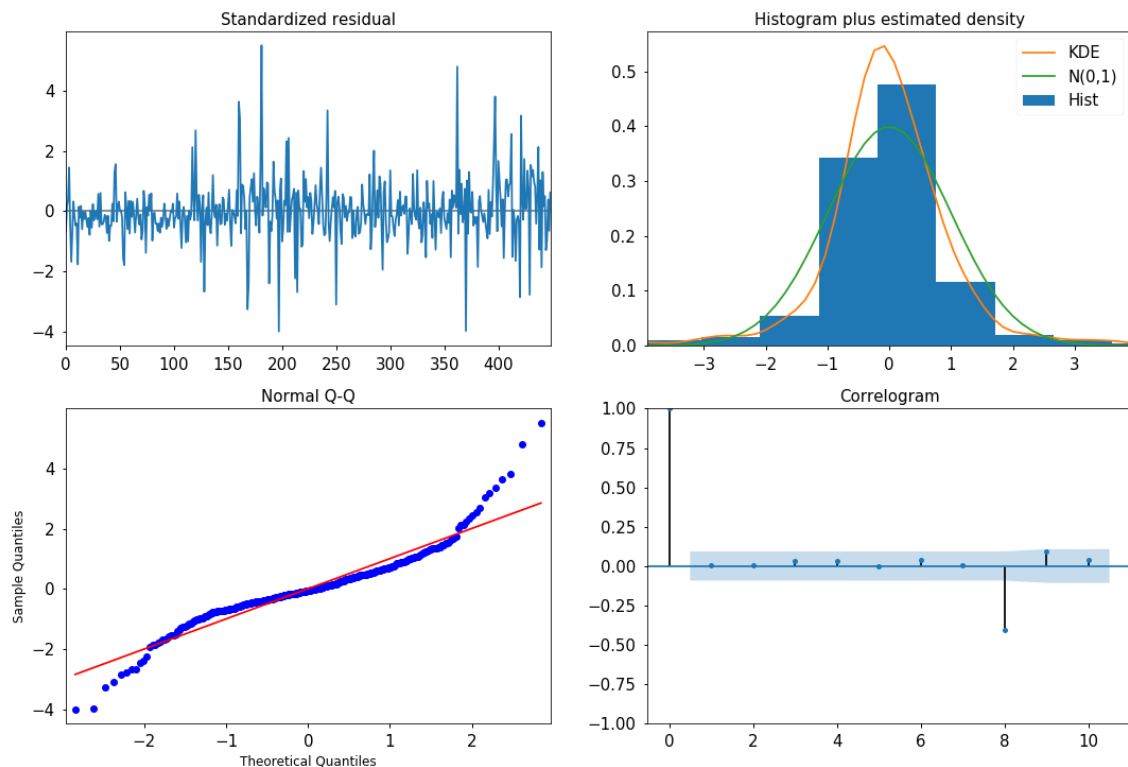 Standardized residual
4
2
0
−2
−4
0 50 100 150 200 250 300 350 400
Histogram plus estimated density
KDE
N(0,1)
Hist
0.5
0.4
0.3
0.2
0.1
0.0
−3 −2 −1 0 1 2 3
Normal Q-Q
Sample Quantiles
4
2
0
−2
−4
−2 −1 0 1 2
Theoretical Quantiles
Correlogram
1.00
0.75
0.50
0.25
0.00
−0.25
−0.50
−0.75
−1.00
0 2 4 6 8 10